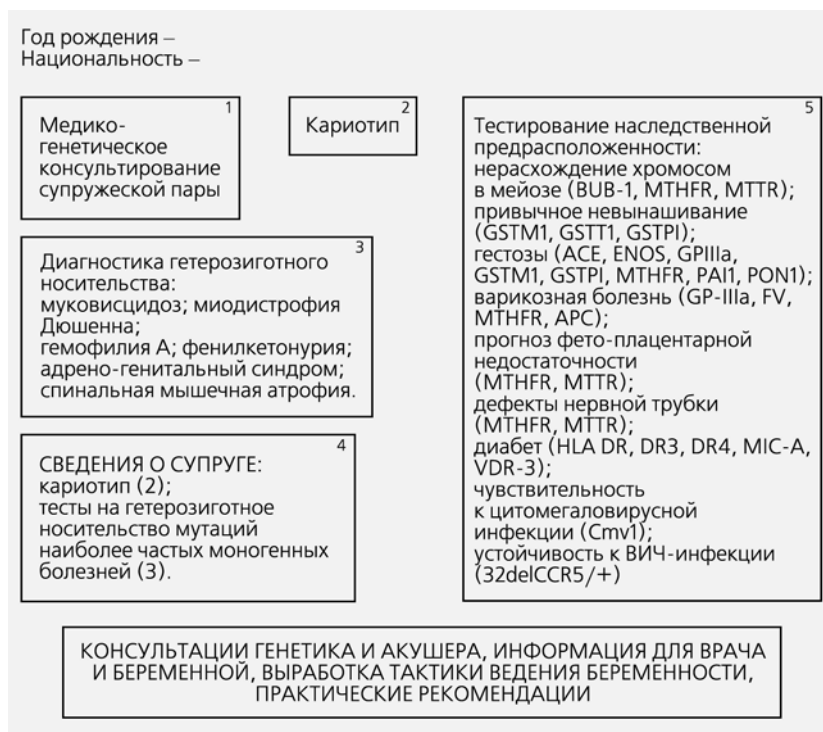 Год рождения –
Национальность –
1
Медико-
генетическое
консультирование
супружеской пары
2
Кариотип
3
Диагностика гетерозиготного
носительства:
муковисцидоз; миодистрофия
Дюшенна;
гемофилия А; фенилкетонурия;
адрено-генитальный синдром;
спинальная мышечная атрофия.
4
СВЕДЕНИЯ О СУПРУГЕ:
кариотип (2);
тесты на гетерозиготное
носительство мутаций
наиболее частых моногенных
болезней (3).
5
Тестирование наследственной
предрасположенности:
нерасхождение хромосом
в мейозе (BUB-1, MTHFR, MTTR);
привычное невынашивание
(GSTM1, GSTT1, GSTPI);
гестозы (ACE, ENOS, GPIIIa,
GSTM1, GSTPI, MTHFR, PAI1, PON1);
варикозная болезнь (GP-IIIa, FV,
MTHFR, APC);
прогноз фето-плацентарной
недостаточности
(MTHFR, MTTR);
дефекты нервной трубки
(MTHFR, MTTR);
диабет (HLA DR, DR3, DR4, MIC-A,
VDR-3);
чувствительность
к цитомегаловирусной
инфекции (Cmv1);
устойчивость к ВИЧ-инфекции
(32delCCR5/+)
КОНСУЛЬТАЦИИ ГЕНЕТИКА И АКУШЕРА, ИНФОРМАЦИЯ ДЛЯ ВРАЧА
И БЕРЕМЕННОЙ, ВЫРАБОТКА ТАКТИКИ ВЕДЕНИЯ БЕРЕМЕННОСТИ,
ПРАКТИЧЕСКИЕ РЕКОМЕНДАЦИИ